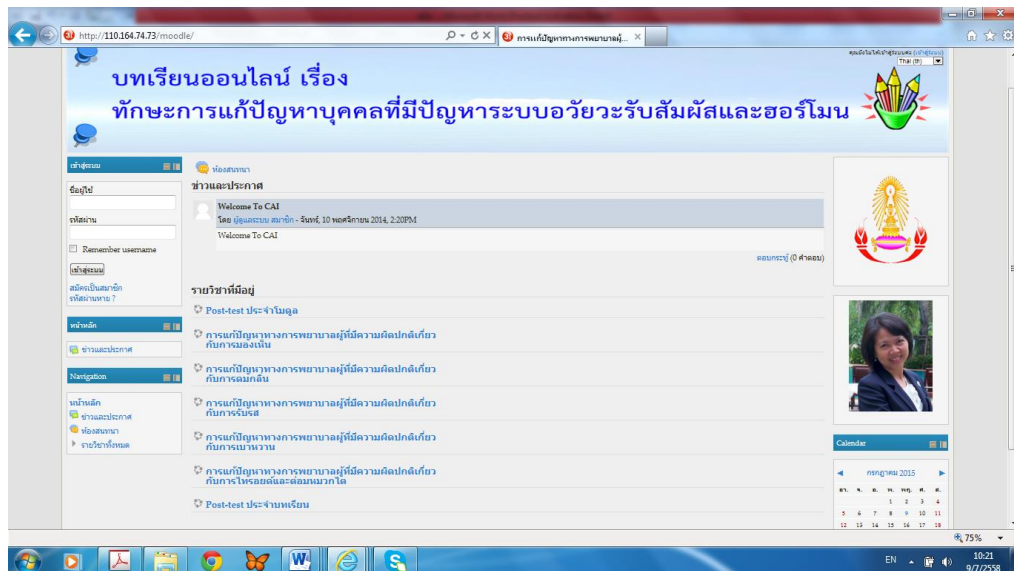 http://110.164.74.73/moodle/
การแก้ปัญหาทางการพยาบาลผู้...
คุณยังไม่ได้เข้าสู่ระบบค่ะ (เข้าสู่ระบบ)
Thai (th)
บทเรียนออนไลน์ เรื่อง
ทักษะการแก้ปัญหาบุคคลที่มีปัญหาระบบอวัยวะรับสัมผัสและฮอร์โมน
เข้าสู่ระบบ
ชื่อผู้ใช้
รหัสผ่าน
Remember username
เข้าสู่ระบบ
สมัครเป็นสมาชิก
รหัสผ่านหาย ?
หน้าหลัก
ข่าวและประกาศ
Navigation
หน้าหลัก
ข่าวและประกาศ
ห้องสนทนา
รายวิชาทั้งหมด
ห้องสนทนา
ข่าวและประกาศ
Welcome To CAI
โดย ผู้ดูแลระบบ สมาชิก - จันทร์, 10 พฤศจิกายน 2014, 2:20PM
Welcome To CAI
ตอบกระทู้ (0 คำตอบ)
รายวิชาที่มีอยู่
Post-test ประจำโมดูล
การแก้ปัญหาทางการพยาบาลผู้ที่มีความผิดปกติเกี่ยว
กับการมองเห็น
การแก้ปัญหาทางการพยาบาลผู้ที่มีความผิดปกติเกี่ยว
กับการดมกลิ่น
การแก้ปัญหาทางการพยาบาลผู้ที่มีความผิดปกติเกี่ยว
กับการรับรส
การแก้ปัญหาทางการพยาบาลผู้ที่มีความผิดปกติเกี่ยว
กับการเบาหวาน
การแก้ปัญหาทางการพยาบาลผู้ที่มีความผิดปกติเกี่ยว
กับการไทรอยด์และต่อมหมวกไต
Post-test ประจำบทเรียน
Calendar
กรกฎาคม 2015
อา. จ. อ. พ. พฤ. ศ. ส.
1 2 3 4
5 6 7 8 9 10 11
12 13 14 15 16 17 18
75%
EN
10:21
9/7/2558